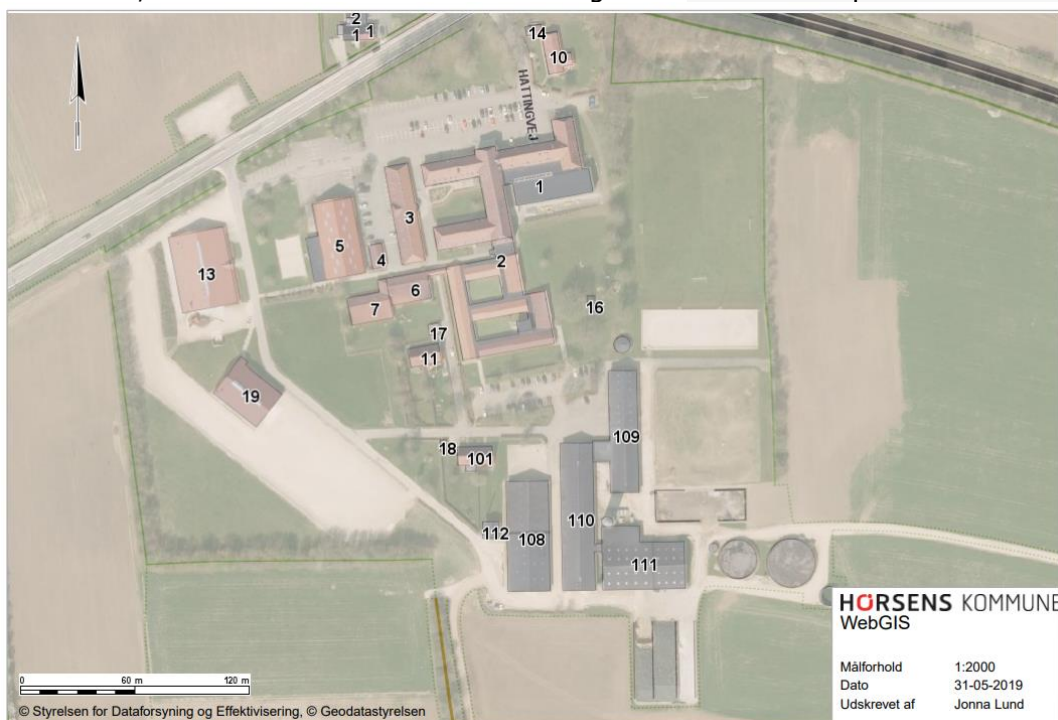 2
1 1
14
10
HATTINGVEJ
1
3
5
4
2
13
6
7
16
17
11
19
109
18
101
110
112
108
111
HORSENS KOMMUNE
WebGIS
Målforhold 1:2000
Dato 31-05-2019
Udskrevet af Jonna Lund
0 60 m 120 m
© Styrelsen for Dataforsyning og Effektivisering, © Geodatastyrelsen